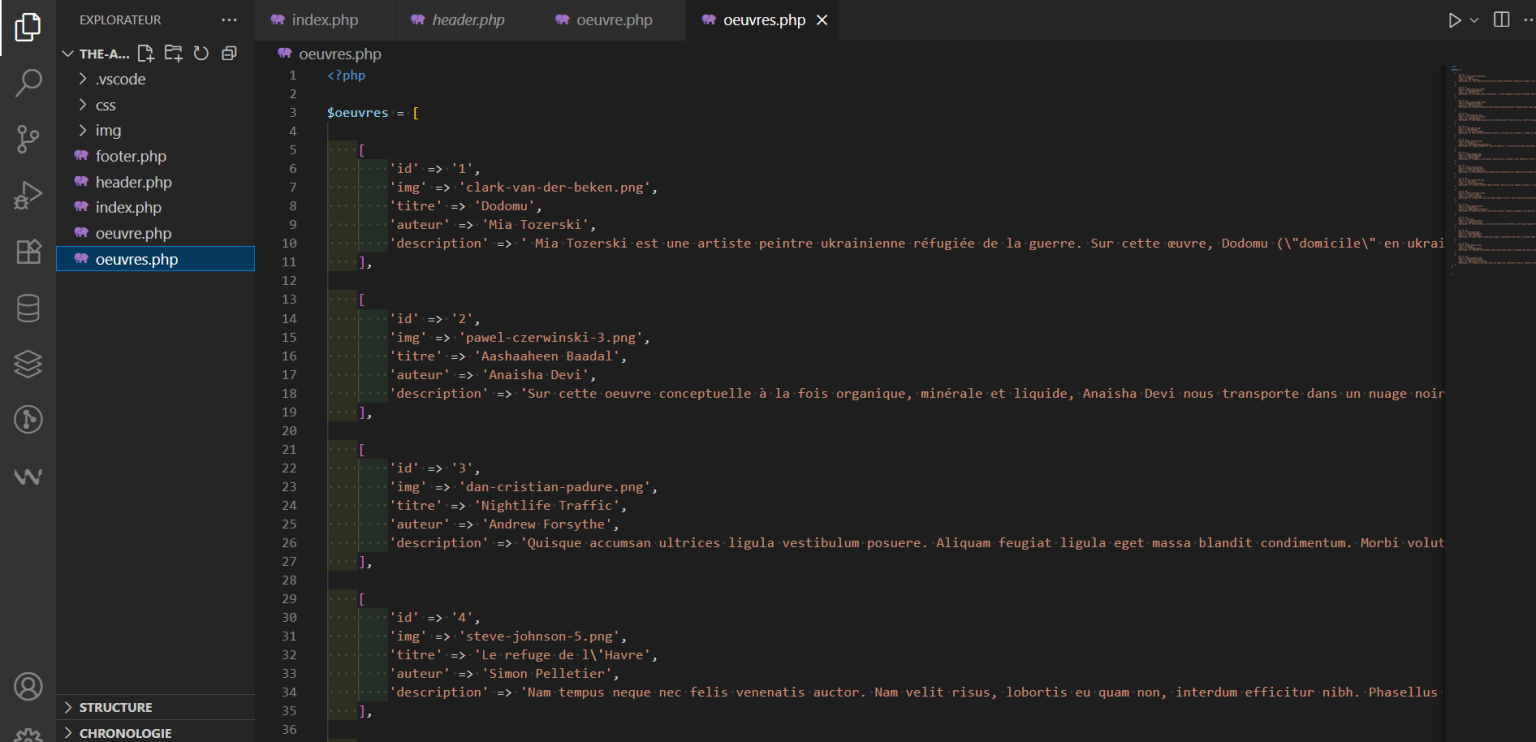 EXPLORATEUR
THE-A...
.vscode
css
img
footer.php
header.php
index.php
oeuvre.php
oeuvres.php
STRUCTURE
CHRONOLOGIE
index.php header.php oeuvre.php oeuvres.php
oeuvres.php
1 <?php
2
3 $oeuvres = [
4
5 [
6 'id' => '1',
7 'img' => 'clark-van-der-beken.png',
8 'titre' => 'Dodomu',
9 'auteur' => 'Mia Tozerski',
10 'description' => ' Mia Tozerski est une artiste peintre ukrainienne réfugiée de la guerre. Sur cette œuvre, Dodomu (\"domicile\" en ukrai
11 ],
12
13 [
14 'id' => '2',
15 'img' => 'pawel-czerwinski-3.png',
16 'titre' => 'Aashaaheen Baadal',
17 'auteur' => 'Anaisha Devi',
18 'description' => 'Sur cette oeuvre conceptuelle à la fois organique, minérale et liquide, Anaisha Devi nous transporte dans un nuage noir
19 ],
20
21 [
22 'id' => '3',
23 'img' => 'dan-cristian-padure.png',
24 'titre' => 'Nightlife Traffic',
25 'auteur' => 'Andrew Forsythe',
26 'description' => 'Quisque accumsan ultrices ligula vestibulum posuere. Aliquam feugiat ligula eget massa blandit condimentum. Morbi volut
27 ],
28
29 [
30 'id' => '4',
31 'img' => 'steve-johnson-5.png',
32 'titre' => 'Le refuge de l\'Havre',
33 'auteur' => 'Simon Pelletier',
34 'description' => 'Nam tempus neque nec felis venenatis auctor. Nam velit risus, lobortis eu quam non, interdum efficitur nibh. Phasellus
35 ],
36